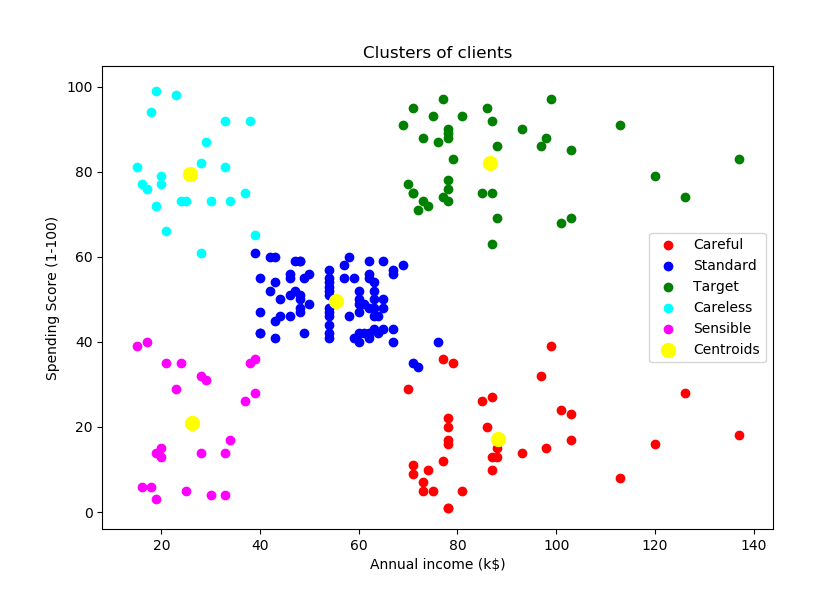 Clusters of clients
100
80
60
40
20
0
Spending Score (1-100)
Careful
Standard
Target
Careless
Sensible
Centroids
20 40 60 80 100 120 140
Annual income (k$)